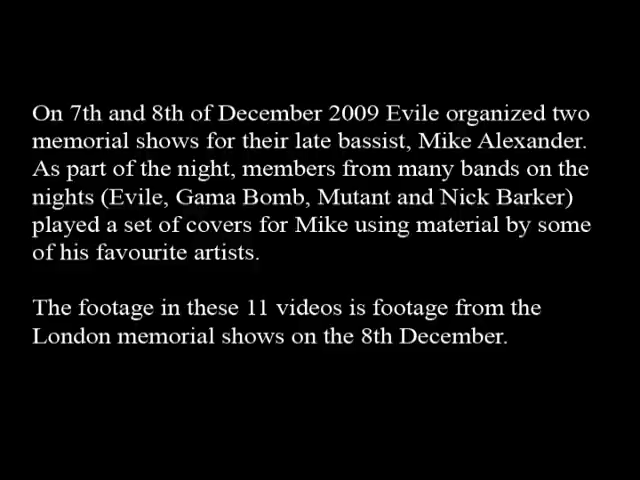 On 7th and 8th of December 2009 Evile organized two
memorial shows for their late bassist, Mike Alexander.
As part of the night, members from many bands on the
nights (Evile, Gama Bomb, Mutant and Nick Barker)
played a set of covers for Mike using material by some
of his favourite artists.
The footage in these 11 videos is footage from the
London memorial shows on the 8th December.